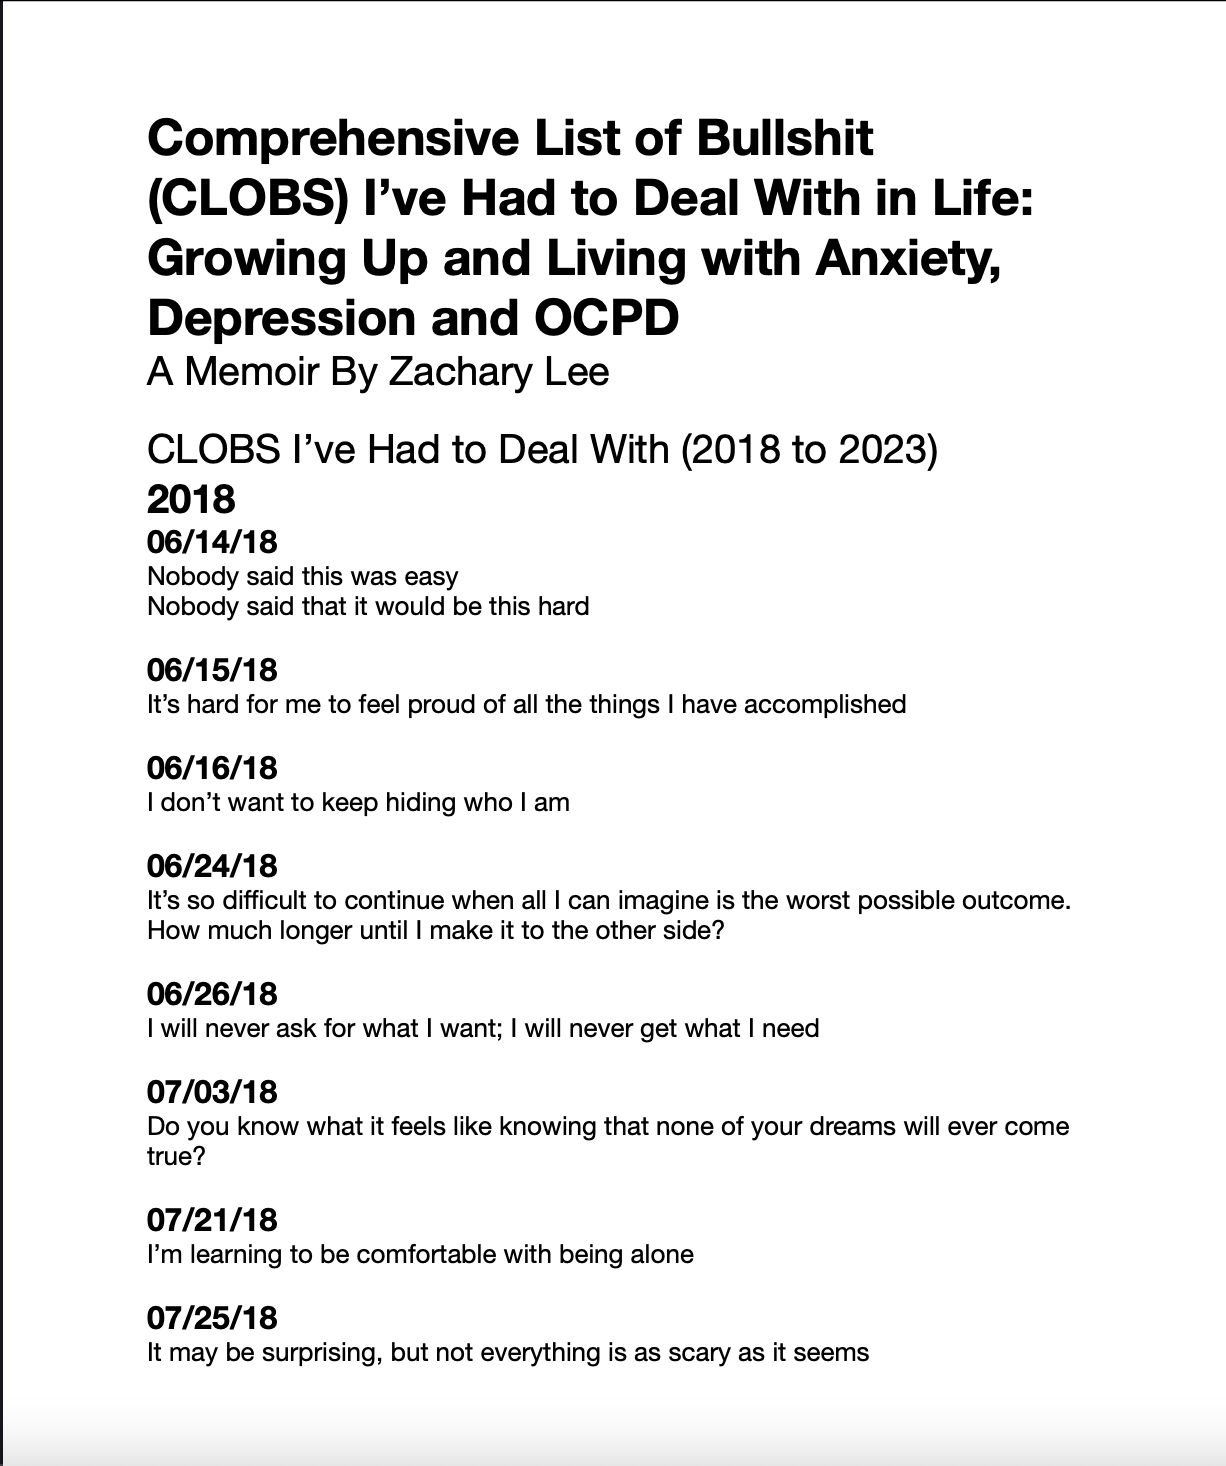 Comprehensive List of Bullshit
(CLOBS) I’ve Had to Deal With in Life:
Growing Up and Living with Anxiety,
Depression and OCPD
A Memoir By Zachary Lee
CLOBS I’ve Had to Deal With (2018 to 2023)
2018
06/14/18
Nobody said this was easy
Nobody said that it would be this hard
06/15/18
It’s hard for me to feel proud of all the things I have accomplished
06/16/18
I don’t want to keep hiding who I am
06/24/18
It’s so difficult to continue when all I can imagine is the worst possible outcome.
How much longer until I make it to the other side?
06/26/18
I will never ask for what I want; I will never get what I need
07/03/18
Do you know what it feels like knowing that none of your dreams will ever come
true?
07/21/18
I’m learning to be comfortable with being alone
07/25/18
It may be surprising, but not everything is as scary as it seems